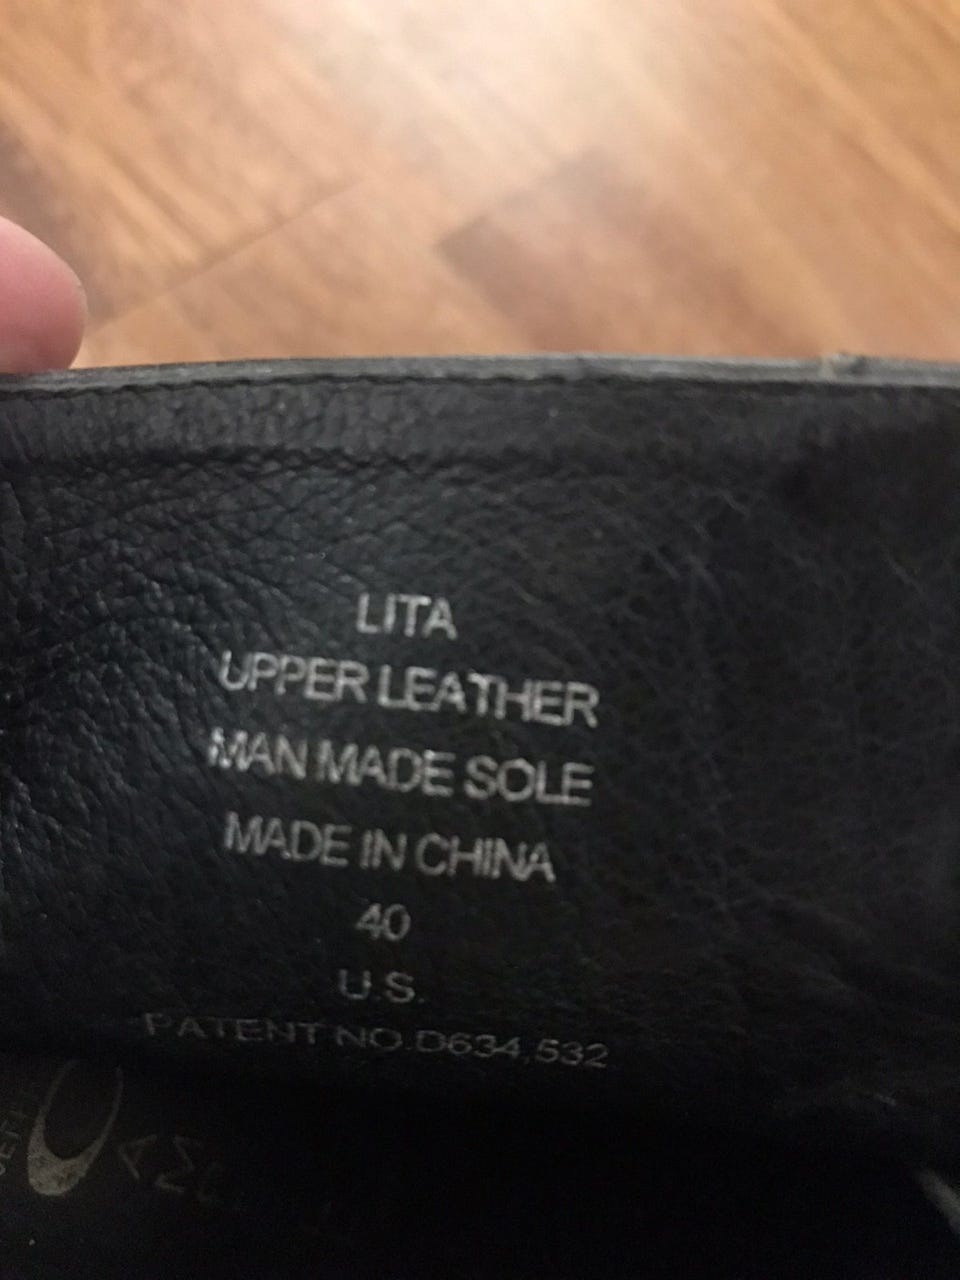 LITA
UPPER LEATHER
MAN MADE SOLE
MADE IN CHINA
40
U.S.
PATENT NO.D634,532